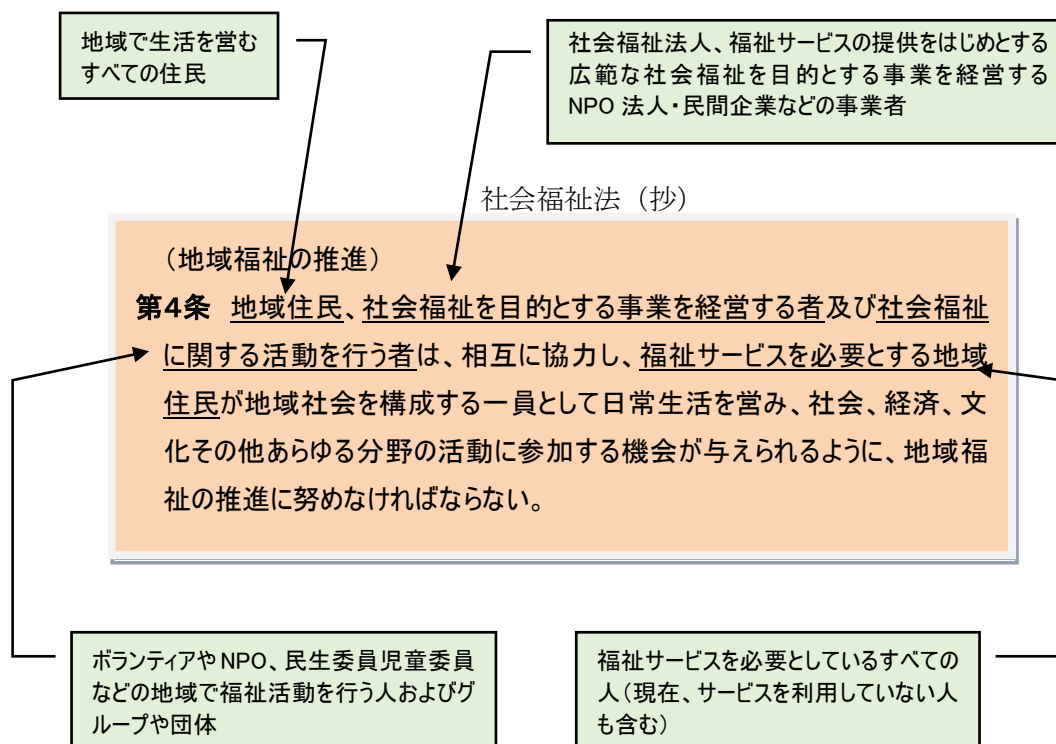 地域で生活を営む
すべての住民
社会福祉法人、福祉サービスの提供をはじめとする
広範な社会福祉を目的とする事業を経営する
NPO 法人・民間企業などの事業者
社会福祉法（抄）
（地域福祉の推進）
第4条　地域住民、社会福祉を目的とする事業を経営する者及び社会福祉
に関する活動を行う者は、相互に協力し、福祉サービスを必要とする地域
住民が地域社会を構成する一員として日常生活を営み、社会、経済、文
化その他あらゆる分野の活動に参加する機会が与えられるように、地域福
祉の推進に努めなければならない。
ボランティアや NPO、民生委員児童委員
などの地域で福祉活動を行う人およびグ
ループや団体
福祉サービスを必要としているすべての
人（現在、サービスを利用していない人
も含む）